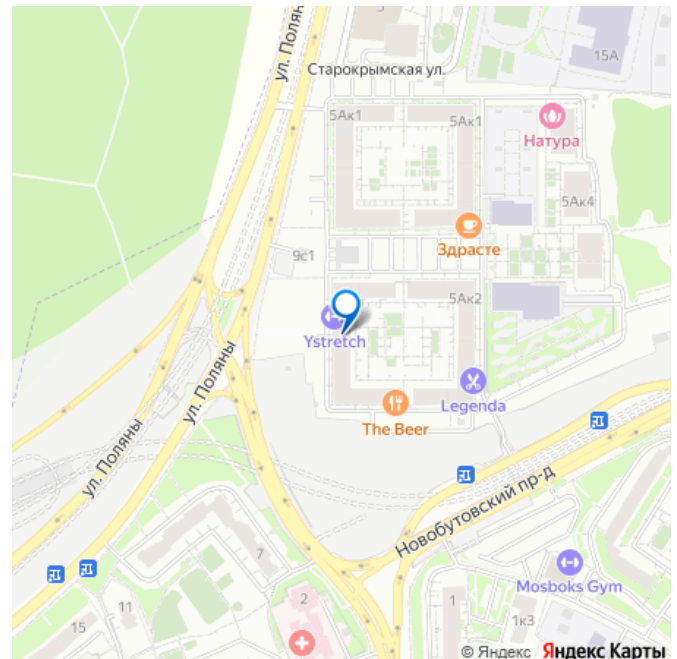 5
15А
ул. Поляны
Старокрымская ул.
5Ак1
5Ак1
Натура
5Ак4
Здрасте
9с1
5Ак2
Ystretch
Legenda
The Beer
ул. Поляны
ул. Поляны
Новобутовский пр-д
7
Mosboks Gym
2
1
11
1к3
15
© Яндекс Яндекс Карты